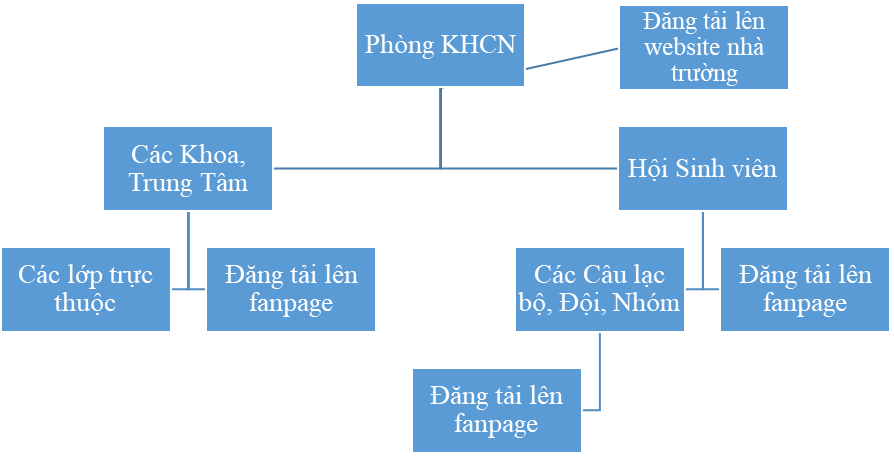 Phòng KHCN
Đăng tải lên
website nhà
trường
Các Khoa,
Trung Tâm
Hội Sinh viên
Các lớp trực
thuộc
Đăng tải lên
fanpage
Các Câu lạc
bộ, Đội, Nhóm
Đăng tải lên
fanpage
Đăng tải lên
fanpage